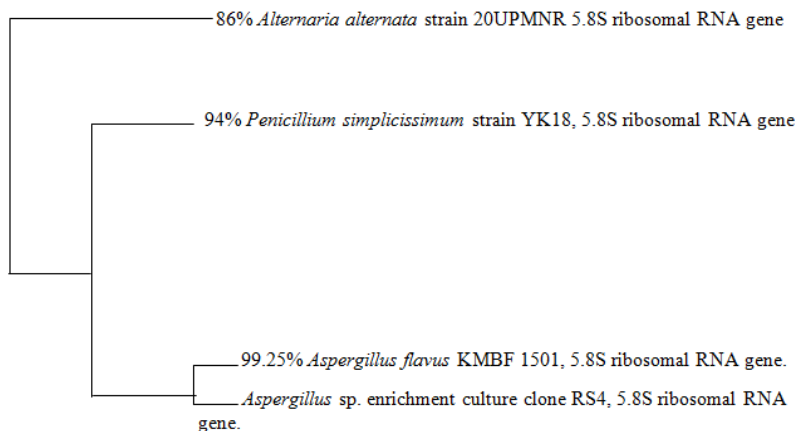 86% Alternaria alternata strain 20UPMNR 5.8S ribosomal RNA gene
94% Penicillium simplicissimum strain YK18, 5.8S ribosomal RNA gene
99.25% Aspergillus flavus KMBF 1501, 5.8S ribosomal RNA gene.
Aspergillus sp. enrichment culture clone RS4, 5.8S ribosomal RNA
gene.